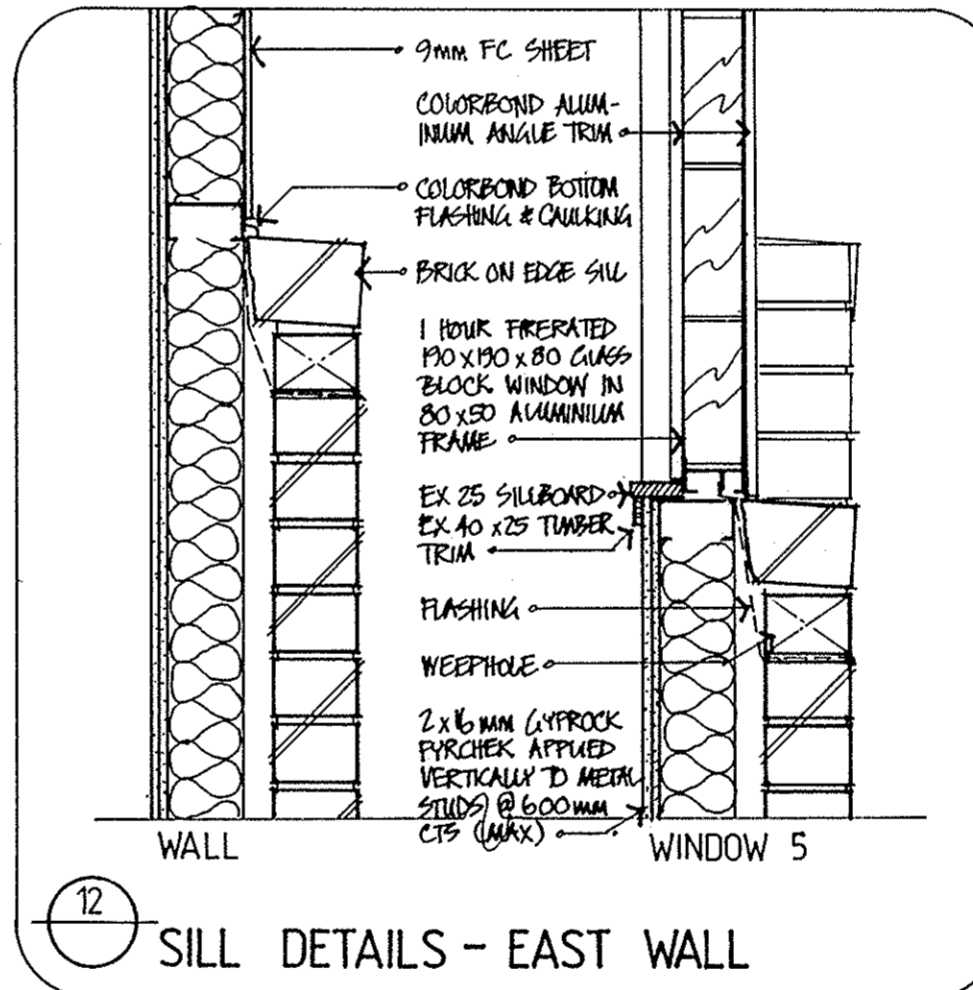 9mm FC SHEET
COLORBOND ALUM-
INUM ANGLE TRIM
COLORBOND BOTTOM
FLASHING & CAULKING
BRICK ON EDGE SILL
1 HOUR FIRERATED
190 x 190 x 80 GLASS
BLOCK WINDOW IN
80 x 50 ALUMINIUM
FRAME
EX 25 SILLBOARD
EX 40 x 25 TIMBER
TRIM
FLASHING
WEEPHOLE
2 x 16 MM GYPROCK
FYRCHEK APPLIED
VERTICALLY TO METAL
STUDS @ 600mm
CTS (MAX)
WALL
WINDOW 5
12
SILL DETAILS - EAST WALL